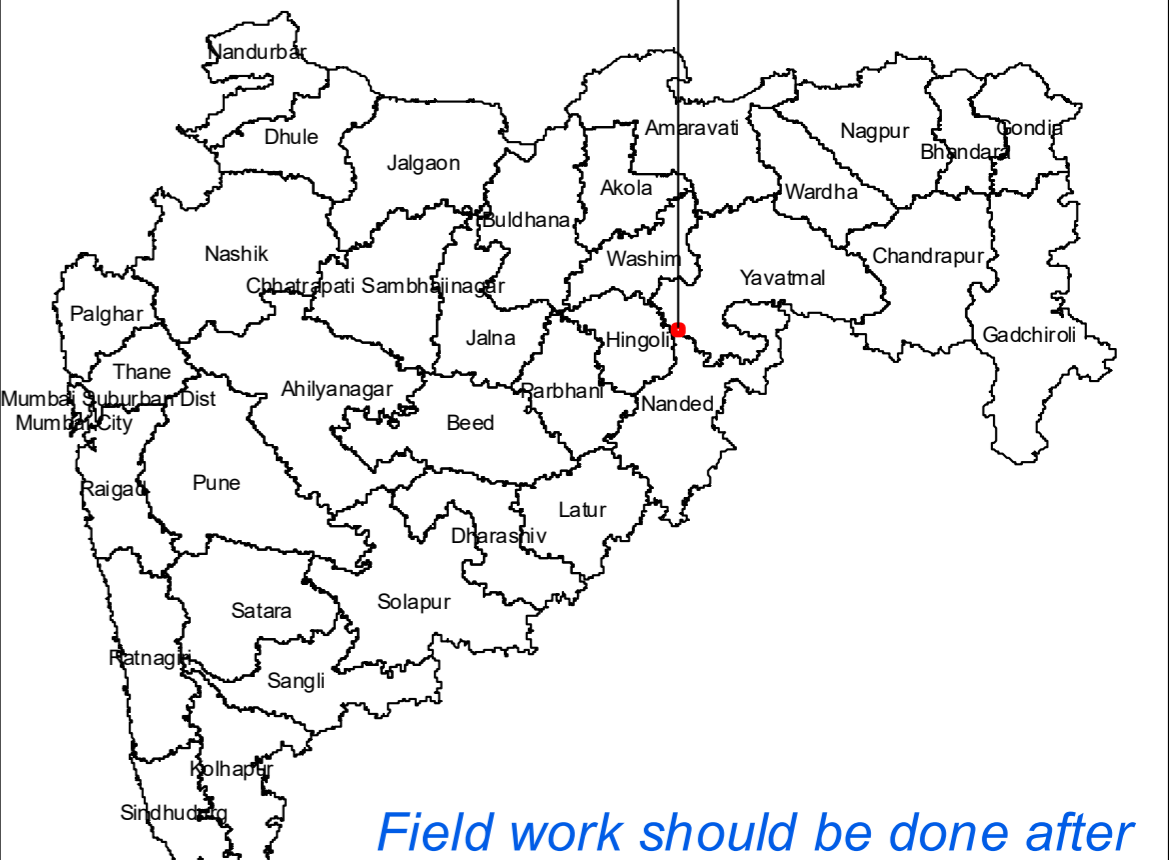 Nandurbar
Dhule
Jalgaon
Amaravati
Nagpur
Gondia
Bhandara
Akola
Wardha
Buldhana
Nashik
Washim
Chandrapur
Yavatmal
Chhatrapati Sambhajinagar
Palghar
Jalna
Hingoli
Gadchiroli
Thane
Ahilyanagar
Parbhani
Mumbai Suburban Dist
Nanded
Mumbai City
Beed
Raigad
Pune
Latur
Dharashiv
Satara
Solapur
Ratnagiri
Sangli
Kolhapur
Sindhudurg
Field work should be done after